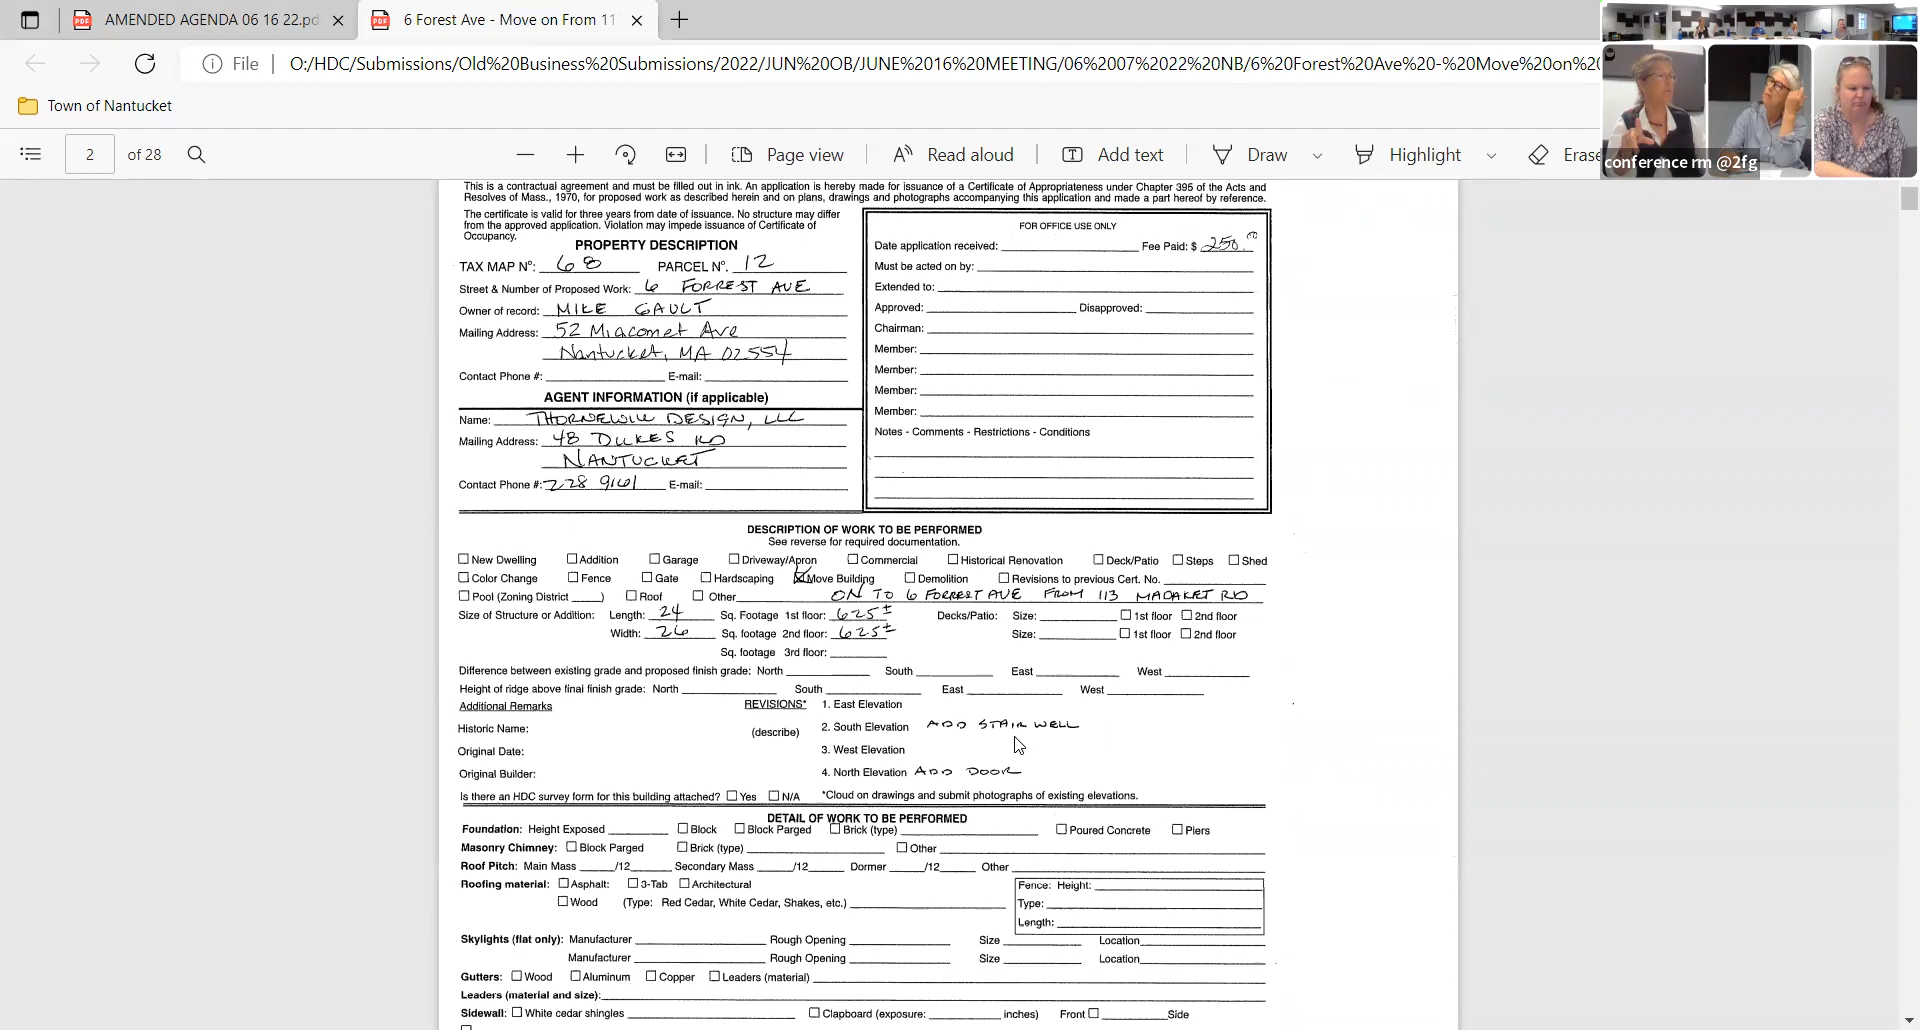 AMENDED AGENDA 06 16 22.pd
6 Forest Ave - Move on From 11
File
O:/HDC/Submissions/Old%20Business%20Submissions/2022/JUN%20OB/JUNE%2016%20MEETING/06%2007%2022%20NB/6%20Forest%20Ave%20-%20Move%20on%20
Town of Nantucket
2 of 28
Page view
Read aloud
Add text
Draw
Highlight
Erase
conference rm @2fg
This is a contractual agreement and must be filled out in ink. An application is hereby made for issuance of a Certificate of Appropriateness under Chapter 395 of the Acts and
Resolves of Mass., 1970, for proposed work as described herein and on plans, drawings and photographs accompanying this application and made a part hereof by reference.
The certificate is valid for three years from date of issuance. No structure may differ
from the approved application. Violation may impede issuance of Certificate of
Occupancy.
PROPERTY DESCRIPTION
TAX MAP Nº: 68 PARCEL Nº. 12
Street & Number of Proposed Work: 6 FORREST AVE
Owner of record: MIKE GAULT
Mailing Address: 52 Miacomet Ave
Nantucket, MA 02554
Contact Phone #: E-mail:
AGENT INFORMATION (if applicable)
Name: THORNEWILL DESIGN, LLC
Mailing Address: 48 DUKES RD
NANTUCKET
Contact Phone #: 228 9161 E-mail:
FOR OFFICE USE ONLY
Date application received: Fee Paid: $ 250.00
Must be acted on by:
Extended to:
Approved: Disapproved:
Chairman:
Member:
Member:
Member:
Member:
Notes - Comments - Restrictions - Conditions
DESCRIPTION OF WORK TO BE PERFORMED
See reverse for required documentation.
New Dwelling Addition Garage Driveway/Apron Commercial Historical Renovation Deck/Patio Steps Shed
Color Change Fence Gate Hardscaping Move Building Demolition Revisions to previous Cert. No.
Pool (Zoning District ) Roof Other ON TO 6 FORREST AVE FROM 113 MADAKET RD
Size of Structure or Addition: Length: 24 Sq. Footage 1st floor: 625± Decks/Patio: Size: 1st floor 2nd floor
Width: 26 Sq. footage 2nd floor: 625± Size: 1st floor 2nd floor
Sq. footage 3rd floor:
Difference between existing grade and proposed finish grade: North South East West
Height of ridge above final finish grade: North South East West
Additional Remarks REVISIONS* 1. East Elevation
Historic Name: (describe) 2. South Elevation ADD STAIR WELL
Original Date: 3. West Elevation
Original Builder: 4. North Elevation ADD DOOR
Is there an HDC survey form for this building attached? Yes N/A *Cloud on drawings and submit photographs of existing elevations.
DETAIL OF WORK TO BE PERFORMED
Foundation: Height Exposed Block Block Parged Brick (type) Poured Concrete Piers
Masonry Chimney: Block Parged Brick (type) Other
Roof Pitch: Main Mass /12 Secondary Mass /12 Dormer /12 Other
Roofing material: Asphalt: 3-Tab Architectural
Wood (Type: Red Cedar, White Cedar, Shakes, etc.)
Fence: Height:
Type:
Length:
Skylights (flat only): Manufacturer Rough Opening Size Location
Manufacturer Rough Opening Size Location
Gutters: Wood Aluminum Copper Leaders (material)
Leaders (material and size):
Sidewall: White cedar shingles Clapboard (exposure: inches) Front Side